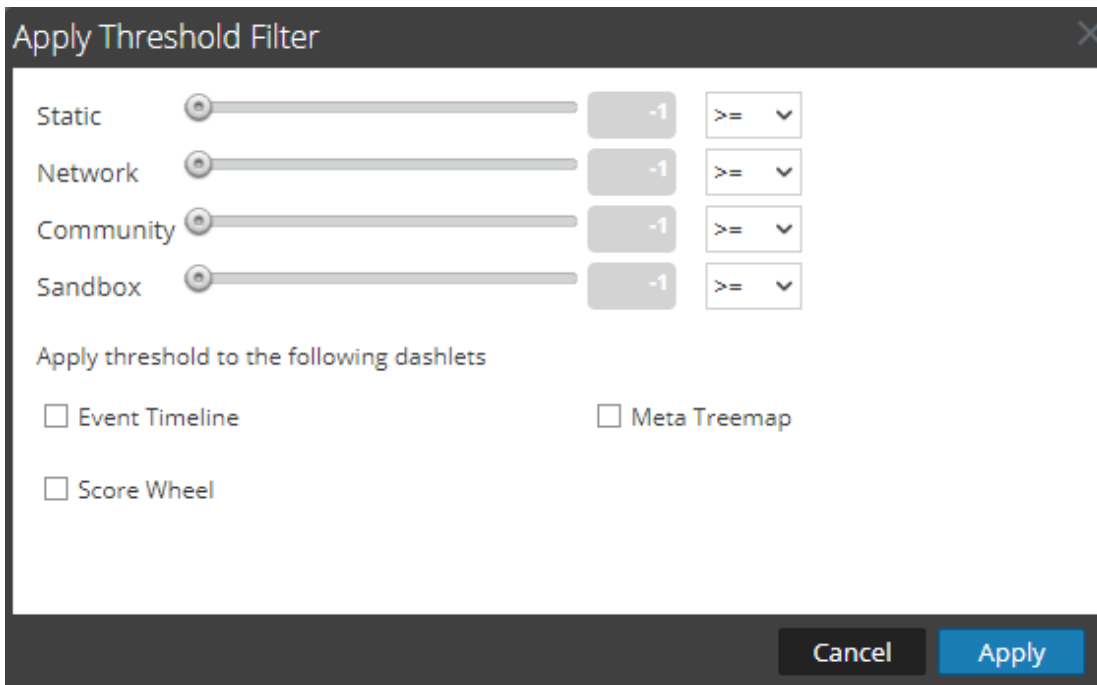 Apply Threshold Filter
Static -1 >=
Network -1 >=
Community -1 >=
Sandbox -1 >=
Apply threshold to the following dashlets
Event Timeline Meta Treemap
Score Wheel
Cancel Apply